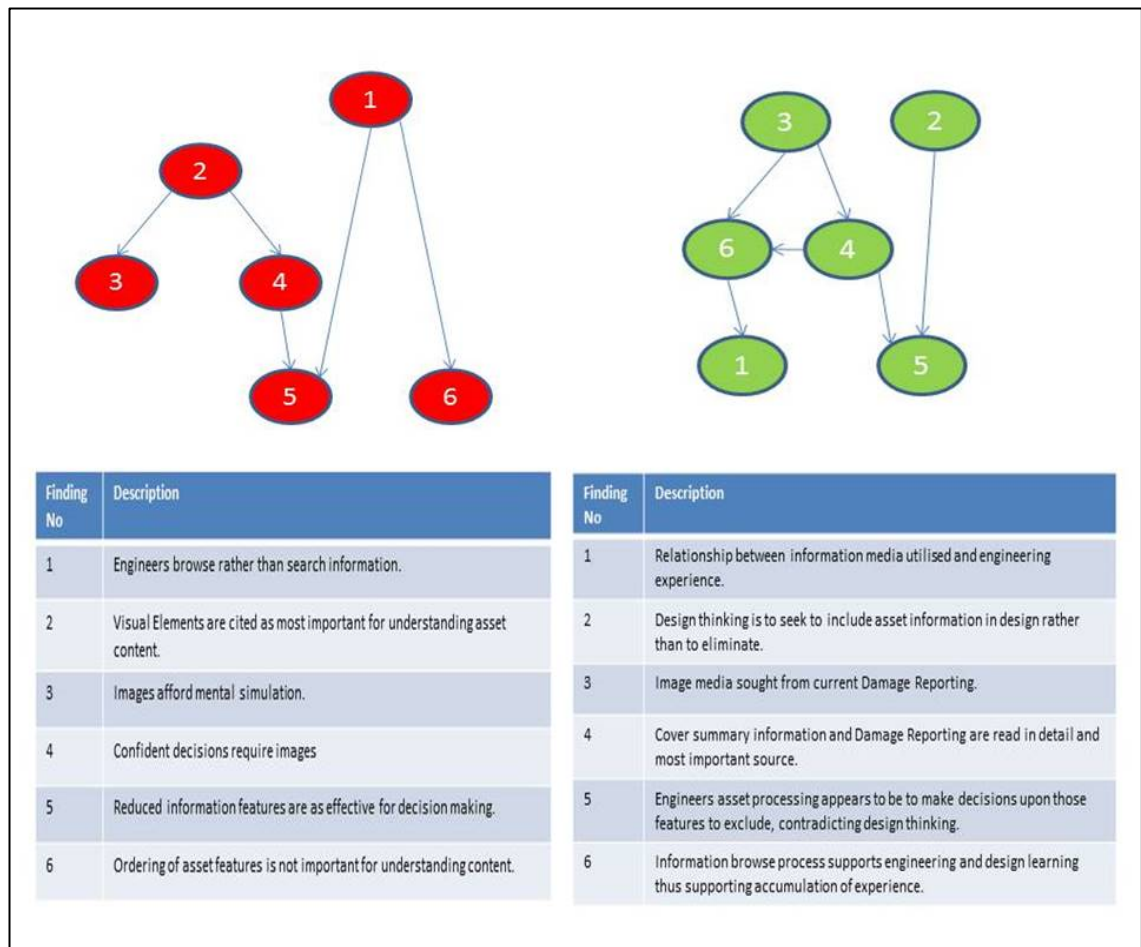 1
2
3
4
5
6
3
2
6
4
1
5
Finding No
Description
1
Engineers browse rather than search information.
2
Visual Elements are cited as most important for understanding asset
content.
3
Images afford mental simulation.
4
Confident decisions require images
5
Reduced information features are as effective for decision making.
6
Ordering of asset features is not important for understanding content.
Finding No
Description
1
Relationship between information media utilised and engineering
experience.
2
Design thinking is to seek to include asset information in design rather
than to eliminate.
3
Image media sought from current Damage Reporting.
4
Cover summary information and Damage Reporting are read in detail and
most important source.
5
Engineers asset processing appears to be to make decisions upon those
features to exclude, contradicting design thinking.
6
Information browse process supports engineering and design learning
thus supporting accumulation of experience.